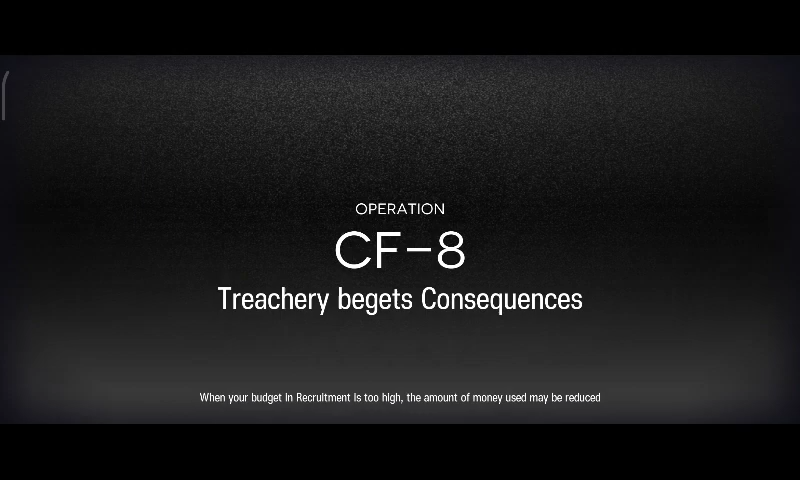 OPERATION
CF-8
Treachery begets Consequences
When your budget in Recruitment is too high, the amount of money used may be reduced